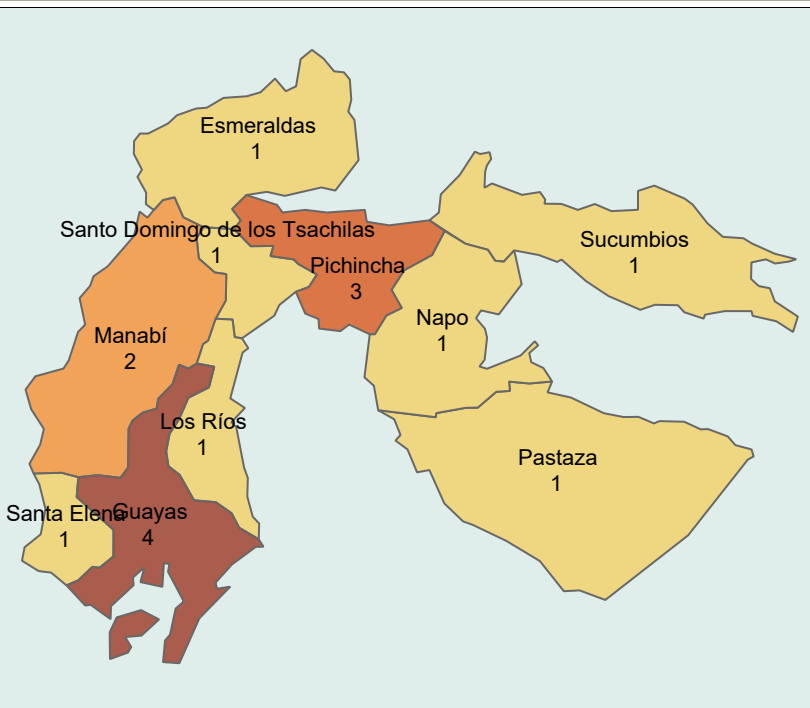 Esmeraldas
1
Santo Domingo de los Tsachilas
1
Sucumbios
1
Pichincha
3
Napo
1
Manabí
2
Los Ríos
1
Pastaza
1
Santa Elena
1
Guayas
4